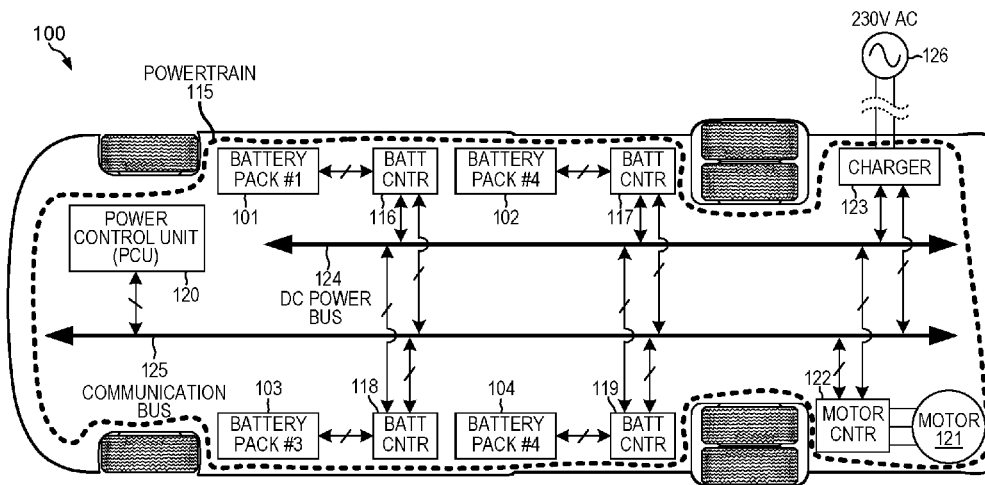 100
POWERTRAIN
115
230V AC
126
BATTERY
PACK #1
101
BATT
CNTR
116
BATTERY
PACK #4
102
BATT
CNTR
117
CHARGER
123
POWER
CONTROL UNIT
(PCU)
120
124
DC POWER
BUS
125
COMMUNICATION
BUS
103
BATTERY
PACK #3
118
BATT
CNTR
104
BATTERY
PACK #4
119
BATT
CNTR
122
MOTOR
CNTR
MOTOR
121